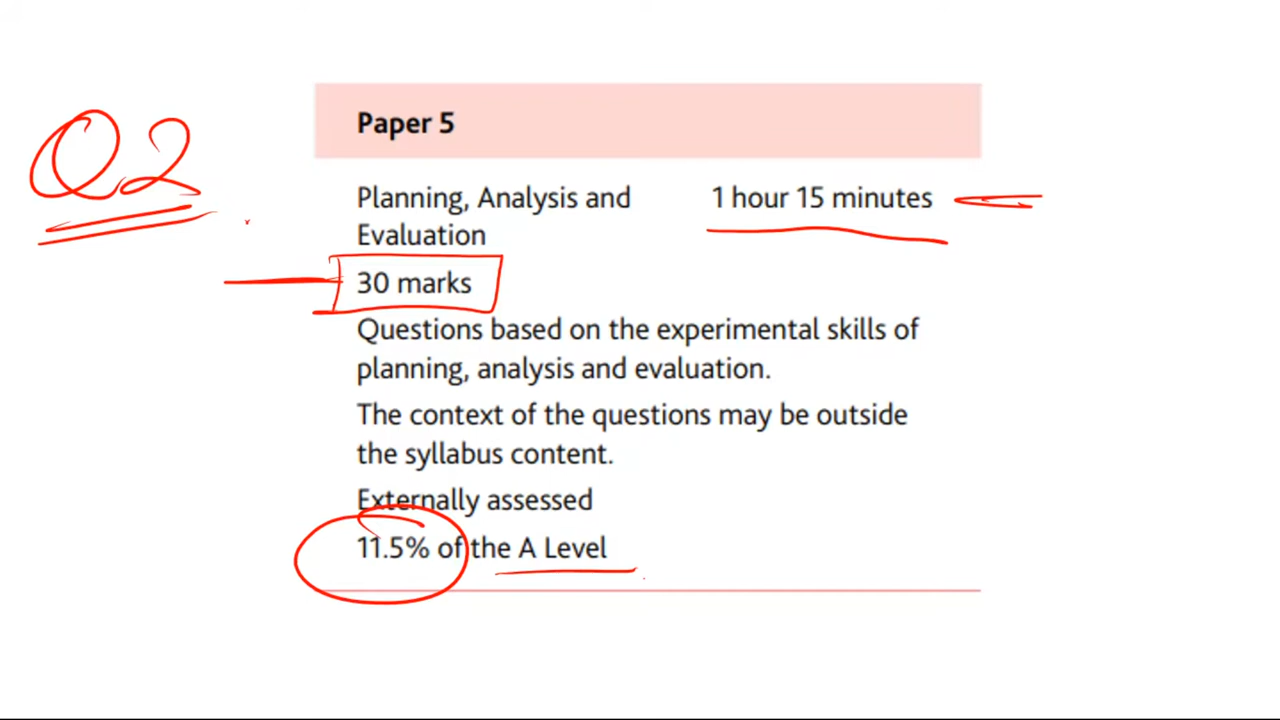 Q2
Paper 5
Planning, Analysis and 1 hour 15 minutes
Evaluation
30 marks
Questions based on the experimental skills of
planning, analysis and evaluation.
The context of the questions may be outside
the syllabus content.
Externally assessed
11.5% of the A Level